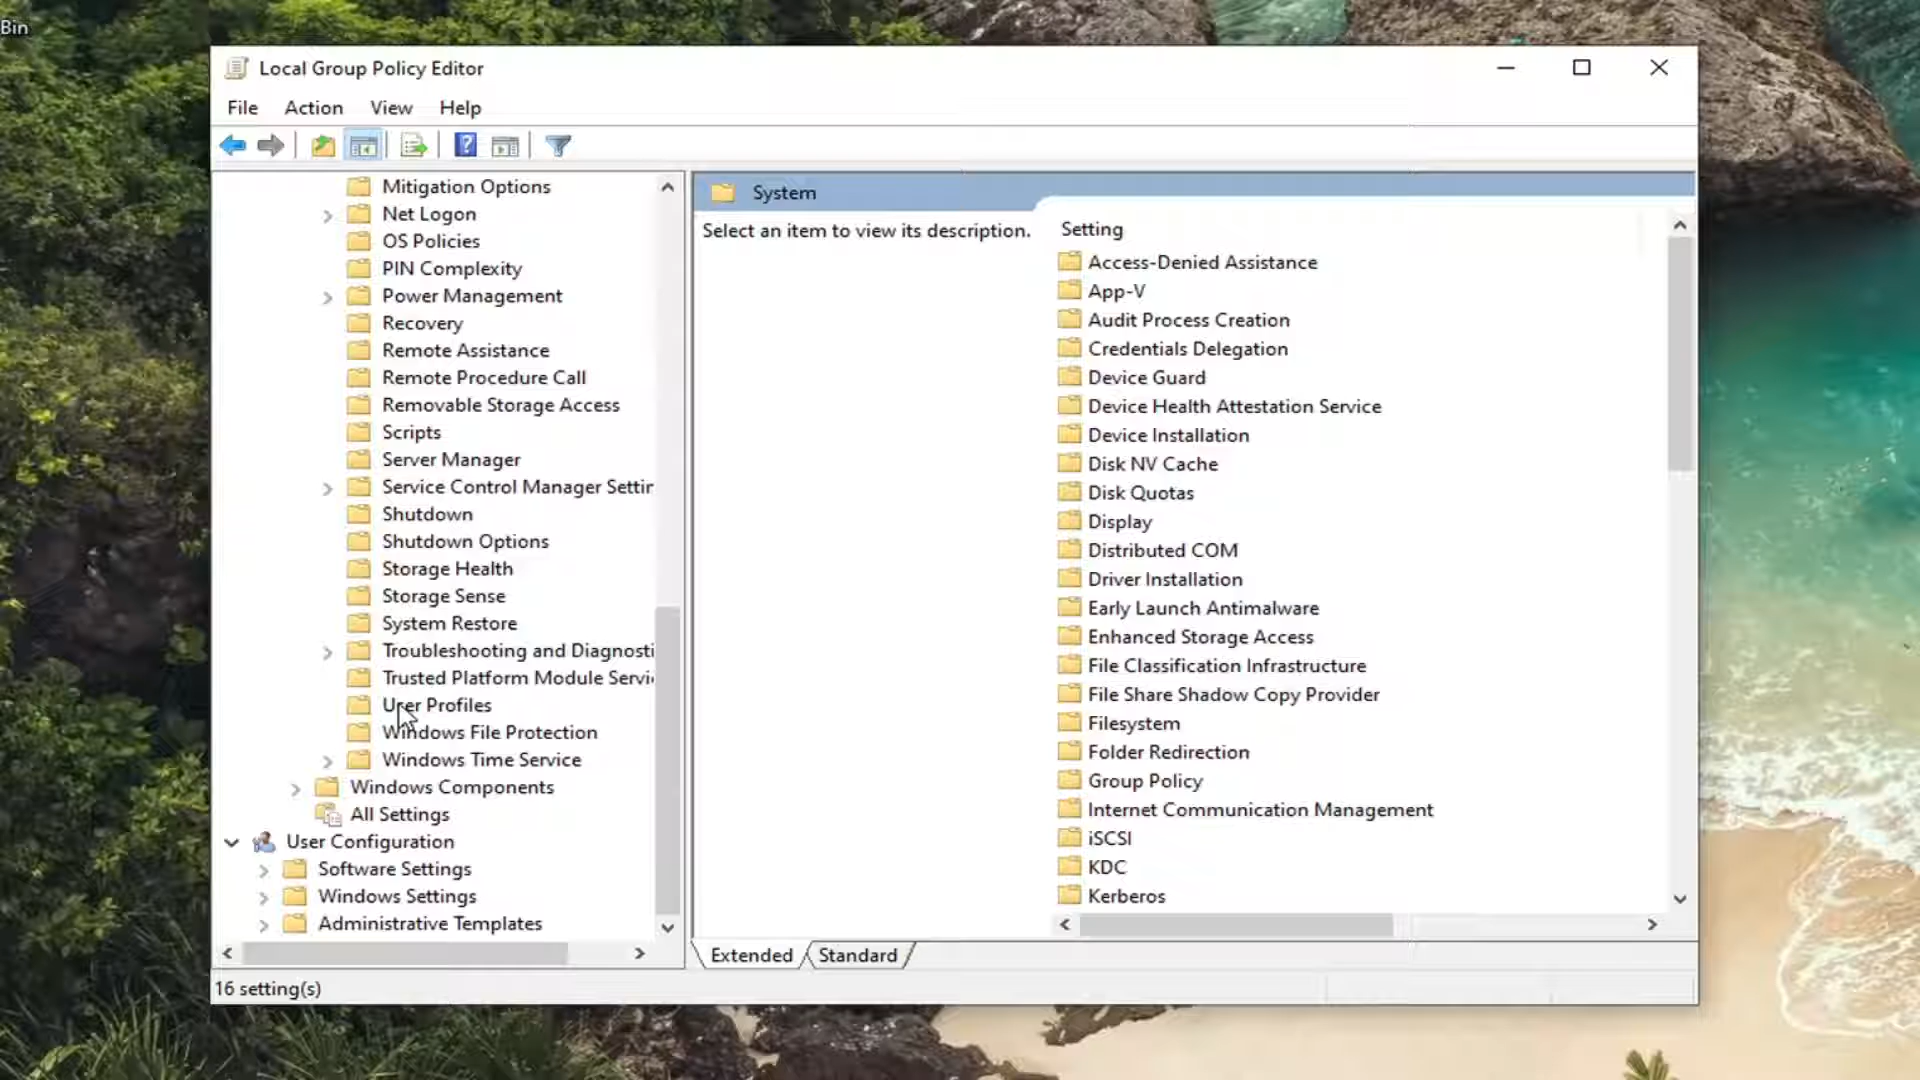 Bin
Local Group Policy Editor
File Action View Help
Mitigation Options
Net Logon
OS Policies
PIN Complexity
Power Management
Recovery
Remote Assistance
Remote Procedure Call
Removable Storage Access
Scripts
Server Manager
Service Control Manager Settin
Shutdown
Shutdown Options
Storage Health
Storage Sense
System Restore
Troubleshooting and Diagnosti
Trusted Platform Module Servi
User Profiles
Windows File Protection
Windows Time Service
Windows Components
All Settings
User Configuration
Software Settings
Windows Settings
Administrative Templates
System
Select an item to view its description.
Setting
Access-Denied Assistance
App-V
Audit Process Creation
Credentials Delegation
Device Guard
Device Health Attestation Service
Device Installation
Disk NV Cache
Disk Quotas
Display
Distributed COM
Driver Installation
Early Launch Antimalware
Enhanced Storage Access
File Classification Infrastructure
File Share Shadow Copy Provider
Filesystem
Folder Redirection
Group Policy
Internet Communication Management
iSCSI
KDC
Kerberos
Extended Standard
16 setting(s)